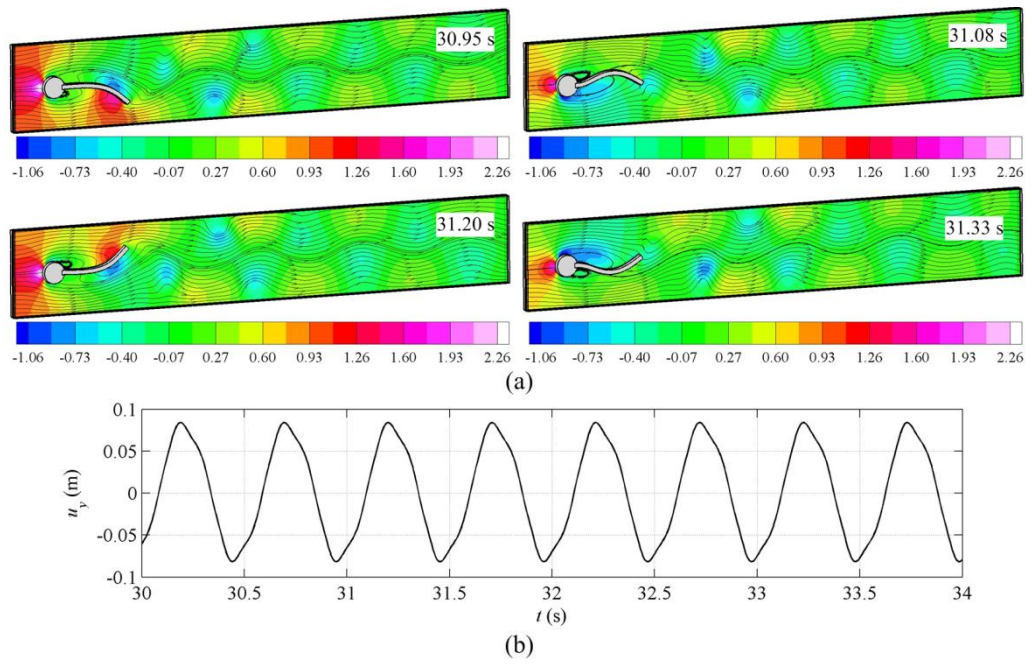 30.95 s
31.08 s
-1.06 -0.73 -0.40 -0.07 0.27 0.60 0.93 1.26 1.60 1.93 2.26
-1.06 -0.73 -0.40 -0.07 0.27 0.60 0.93 1.26 1.60 1.93 2.26
31.20 s
31.33 s
-1.06 -0.73 -0.40 -0.07 0.27 0.60 0.93 1.26 1.60 1.93 2.26
-1.06 -0.73 -0.40 -0.07 0.27 0.60 0.93 1.26 1.60 1.93 2.26
(a)
0.1
0.05
0
-0.05
-0.1
u_y (m)
30 30.5 31 31.5 32 32.5 33 33.5 34
t (s)
(b)